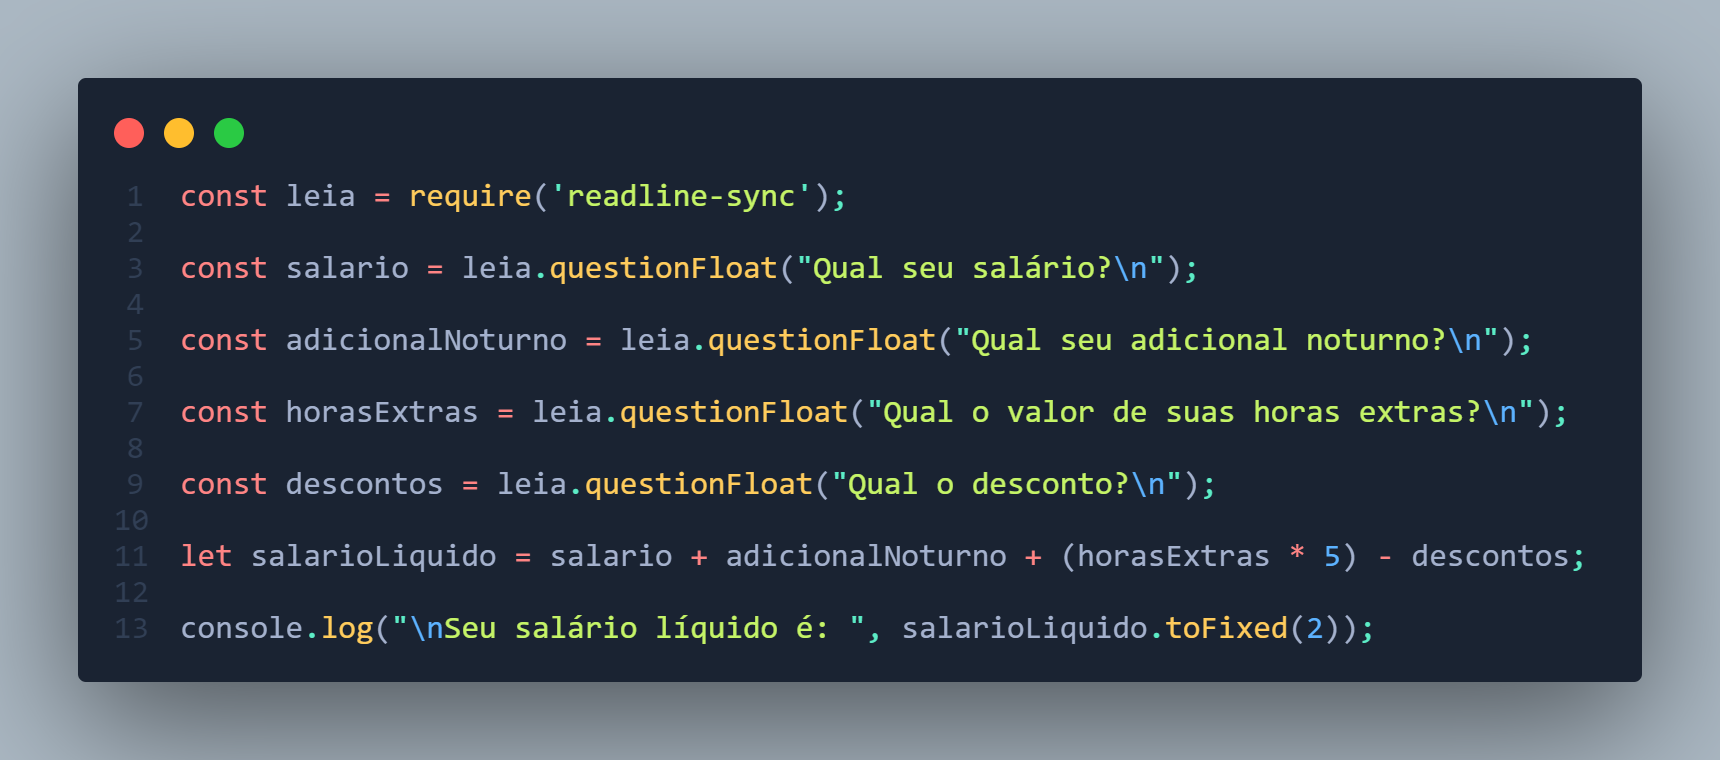 1 const leia = require('readline-sync');
2
3 const salario = leia.questionFloat("Qual seu salário?\n");
4
5 const adicionalNoturno = leia.questionFloat("Qual seu adicional noturno?\n");
6
7 const horasExtras = leia.questionFloat("Qual o valor de suas horas extras?\n");
8
9 const descontos = leia.questionFloat("Qual o desconto?\n");
10
11 let salarioLiquido = salario + adicionalNoturno + (horasExtras * 5) - descontos;
12
13 console.log("\nSeu salário líquido é: ", salarioLiquido.toFixed(2));